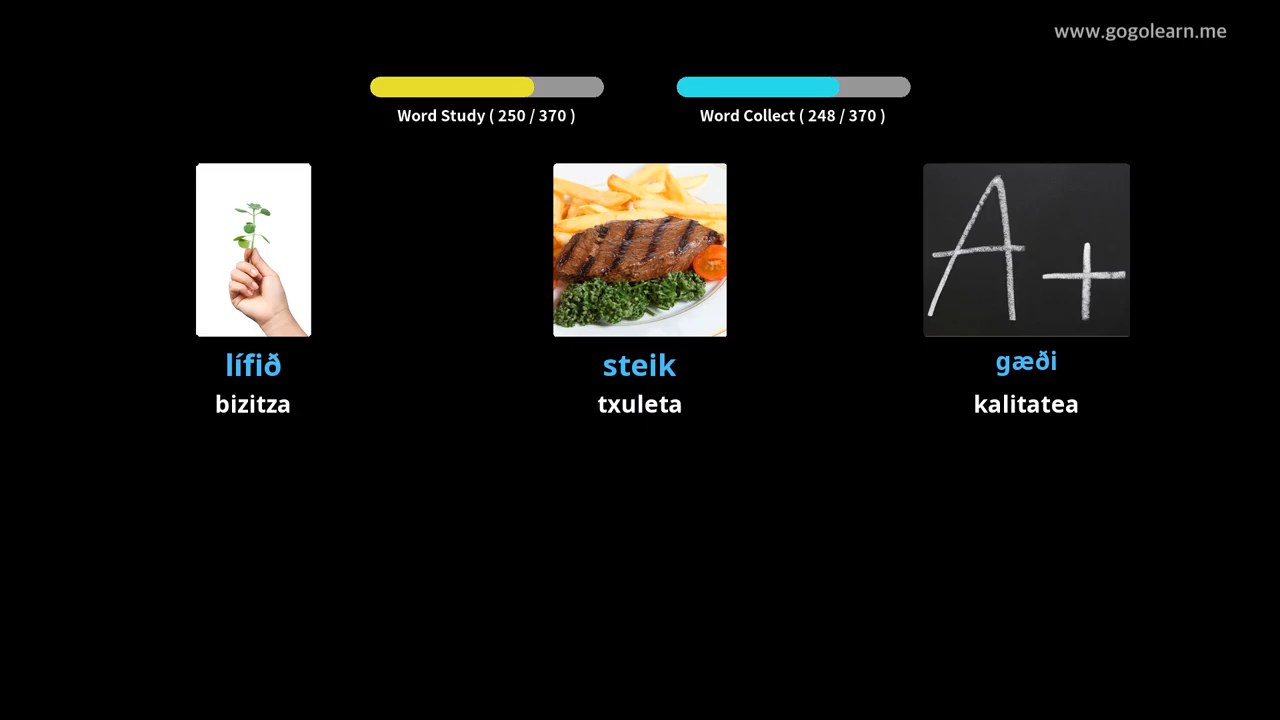 www.gogolearn.me
Word Study ( 250 / 370 )
Word Collect ( 248 / 370 )
A+
lífið
steik
gæði
bizitza
txuleta
kalitatea